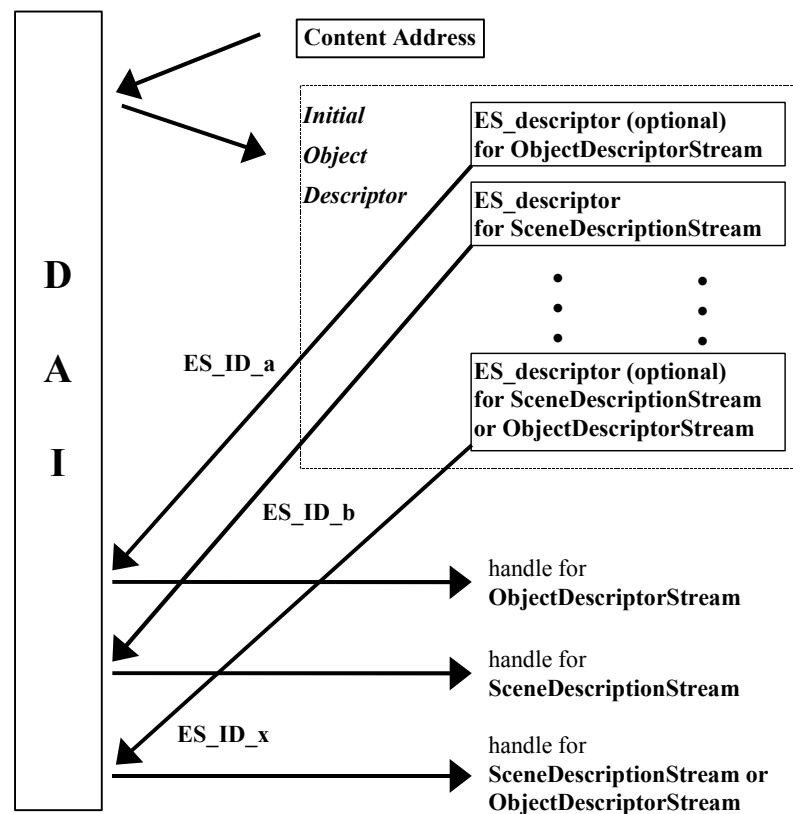 Content Address
Initial
Object
Descriptor
ES_descriptor (optional)
for ObjectDescriptorStream
ES_descriptor
for SceneDescriptionStream
ES_descriptor (optional)
for SceneDescriptionStream
or ObjectDescriptorStream
D
A
I
ES_ID_a
ES_ID_b
ES_ID_x
handle for
ObjectDescriptorStream
handle for
SceneDescriptionStream
handle for
SceneDescriptionStream or
ObjectDescriptorStream